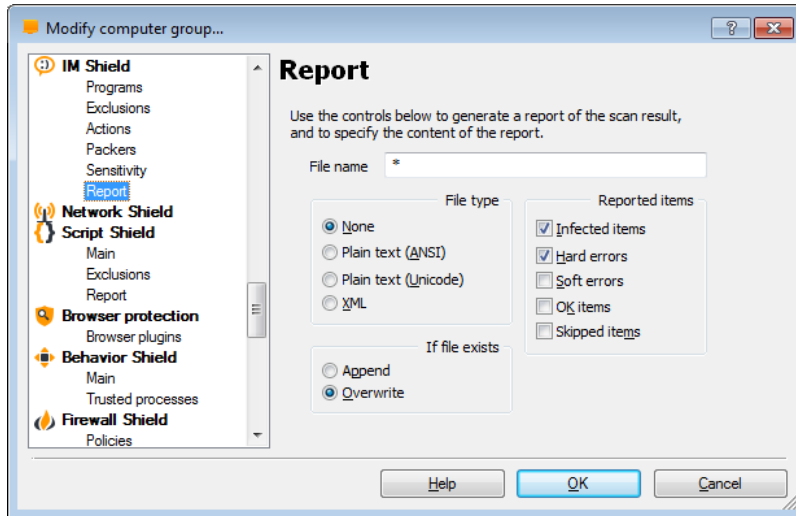 Modify computer group...
IM Shield
Programs
Exclusions
Actions
Packers
Sensitivity
Report
Network Shield
Script Shield
Main
Exclusions
Report
Browser protection
Browser plugins
Behavior Shield
Main
Trusted processes
Firewall Shield
Policies
Report
Use the controls below to generate a report of the scan result,
and to specify the content of the report.
File name *
File type
None
Plain text (ANSI)
Plain text (Unicode)
XML
If file exists
Append
Overwrite
Reported items
Infected items
Hard errors
Soft errors
OK items
Skipped items
Help OK Cancel